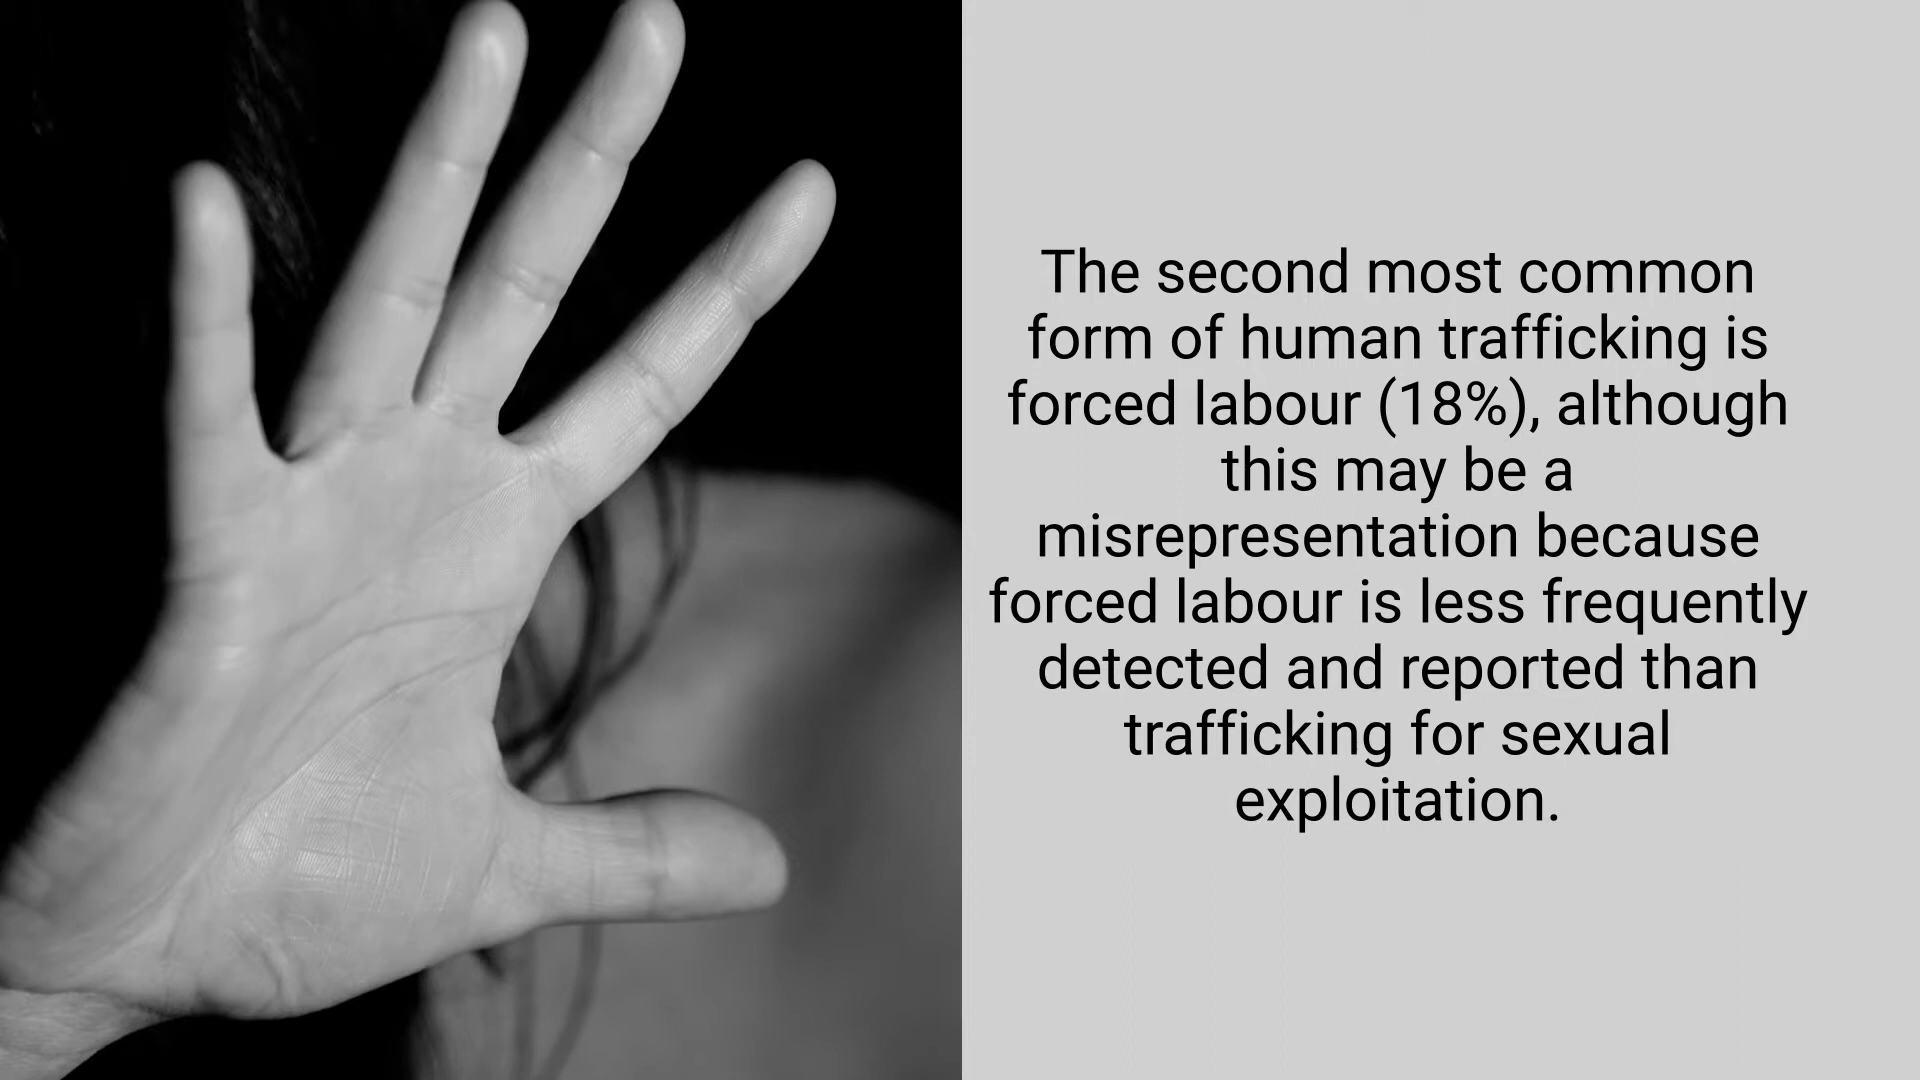 The second most common
form of human trafficking is
forced labour (18%), although
this may be a
misrepresentation because
forced labour is less frequently
detected and reported than
trafficking for sexual
exploitation.